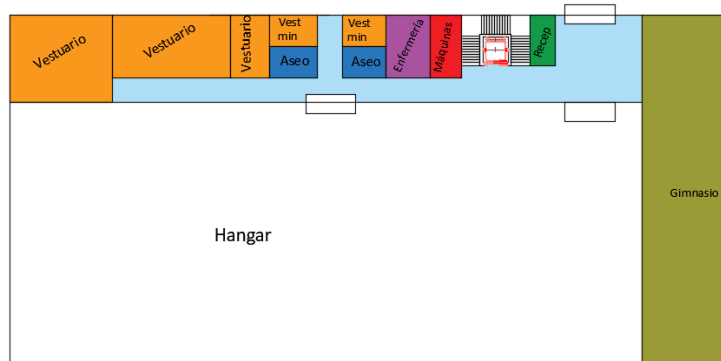 Vestuario
Vestuario
Vestuario
Vest
min
Aseo
Vest
min
Aseo
Enfermería
Máquinas
Recep
Gimnasio
Hangar